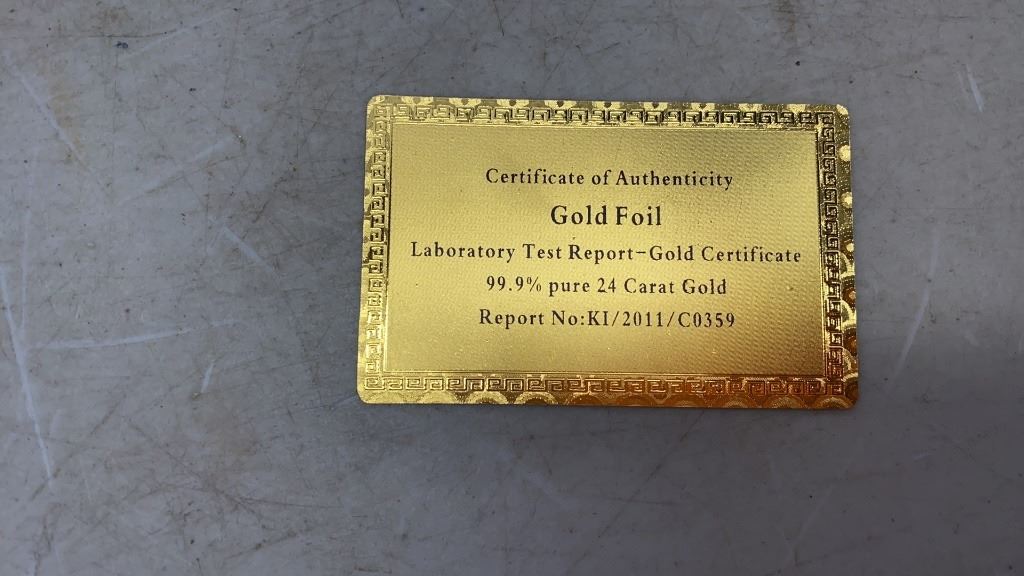 Certificate of Authenticity
Gold Foil
Laboratory Test Report-Gold Certificate
99.9% pure 24 Carat Gold
Report No:KI/2011/C0359